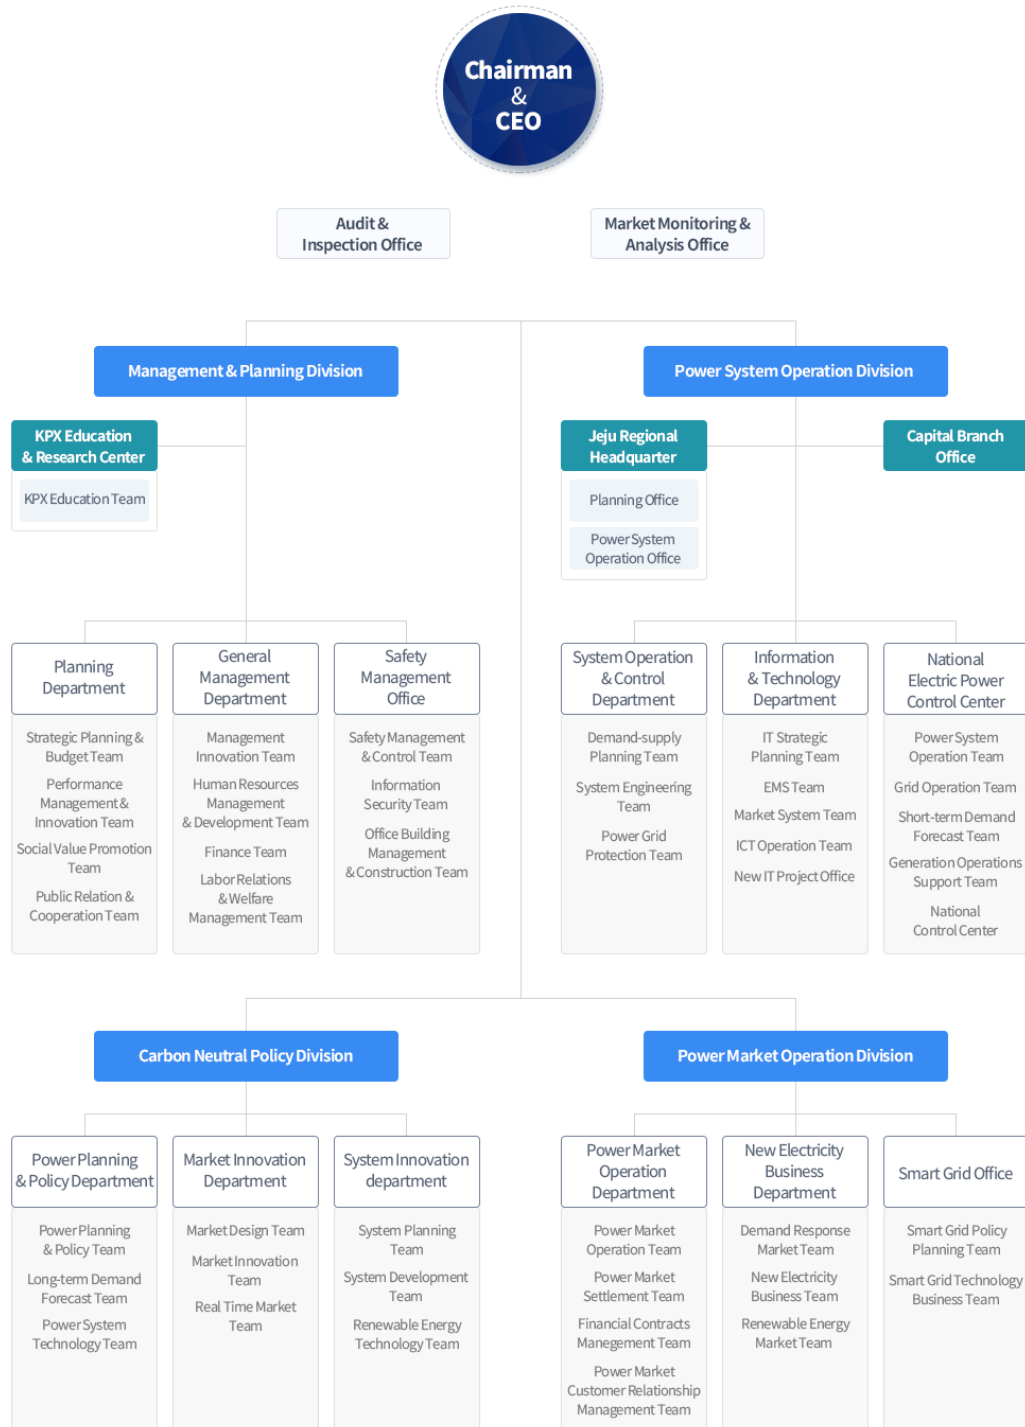 Chairman
&
CEO
Audit &
Inspection Office
Market Monitoring &
Analysis Office
Management & Planning Division
Power System Operation Division
KPX Education
& Research Center
KPX Education Team
Jeju Regional
Headquarter
Planning Office
Power System
Operation Office
Capital Branch
Office
Planning
Department
Strategic Planning &
Budget Team
Performance
Management &
Innovation Team
Social Value Promotion
Team
Public Relation &
Cooperation Team
General
Management
Department
Management
Innovation Team
Human Resources
Management
& Development Team
Finance Team
Labor Relations
& Welfare
Management Team
Safety
Management
Office
Safety Management
& Control Team
Information
Security Team
Office Building
Management
& Construction Team
System Operation
& Control
Department
Demand-supply
Planning Team
System Engineering
Team
Power Grid
Protection Team
Information
& Technology
Department
IT Strategic
Planning Team
EMS Team
Market System Team
ICT Operation Team
New IT Project Office
National
Electric Power
Control Center
Power System
Operation Team
Grid Operation Team
Short-term Demand
Forecast Team
Generation Operations
Support Team
National
Control Center
Carbon Neutral Policy Division
Power Market Operation Division
Power Planning
& Policy Department
Power Planning
& Policy Team
Long-term Demand
Forecast Team
Power System
Technology Team
Market Innovation
Department
Market Design Team
Market Innovation
Team
Real Time Market
Team
System Innovation
department
System Planning
Team
System Development
Team
Renewable Energy
Technology Team
Power Market
Operation
Department
Power Market
Operation Team
Power Market
Settlement Team
Financial Contracts
Manegement Team
Power Market
Customer Relationship
Management Team
New Electricity
Business
Department
Demand Response
Market Team
New Electricity
Business Team
Renewable Energy
Market Team
Smart Grid Office
Smart Grid Policy
Planning Team
Smart Grid Technology
Business Team